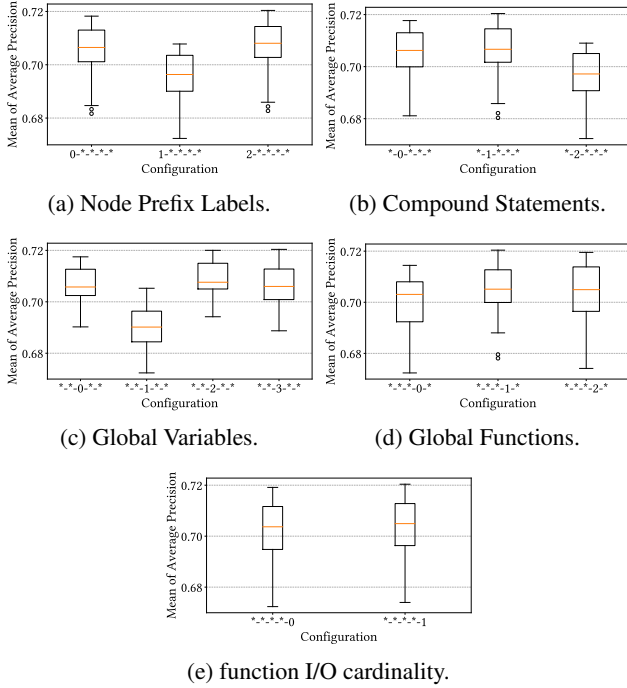 Mean of Average Precision
0.72
0.70
0.68
0-*-*-*-* 1-*-*-*-* 2-*-*-*-*
Configuration
(a) Node Prefix Labels.
Mean of Average Precision
0.72
0.70
0.68
*-0-*-*-* *-1-*-*-* *-2-*-*-*
Configuration
(b) Compound Statements.
Mean of Average Precision
0.72
0.70
0.68
*-*-0-*-* *-*-1-*-* *-*-2-*-* *-*-3-*-*
Configuration
(c) Global Variables.
Mean of Average Precision
0.72
0.70
0.68
*-*-*-0-* *-*-*-1-* *-*-*-2-*
Configuration
(d) Global Functions.
Mean of Average Precision
0.72
0.70
0.68
*-*-*-*-0 *-*-*-*-1
Configuration
(e) function I/O cardinality.